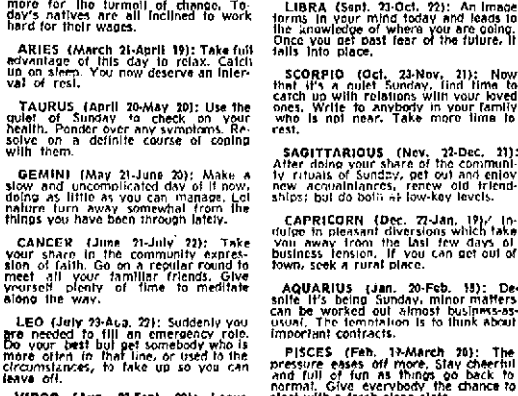 more for the turmoil of change. To-
day's natives are all inclined to work
hard for their wages.
ARIES (March 21-April 19): Take full
advantage of this day to relax. Catch
up on sleep. You now deserve an inter-
val of rest.
TAURUS (April 20-May 20): Use the
quiet of Sunday to check on your
health. Ponder over any symptoms. Re-
solve on a definite course of coping
with them.
GEMINI (May 21-June 20): Make a
slow and uncomplicated day of it now,
doing as little as you can manage. Let
nature turn away somewhat from the
things you have been through lately.
CANCER (June 21-July 22): Take
your share in the community expres-
sion of faith. Go on a regular round to
meet all your familiar friends. Give
yourself plenty of time to meditate
along the way.
LEO (July 23-Aug. 22): Suddenly you
are needed to fill an emergency role.
Do your best but get somebody who is
more often in that line, or used to the
circumstances, to take up so you can
leave off.
LIBRA (Sept. 23-Oct. 22): An image
forms in your mind today and leads to
the knowledge of where you are going.
Once you get past fear of the future, it
falls into place.
SCORPIO (Oct. 23-Nov. 21): Now
that it's a quiet Sunday, find time to
catch up with relations with your loved
ones. Write to anybody in your family
who is not near. Take more time to
rest.
SAGITTARIOUS (Nov. 22-Dec. 21):
After doing your share of the communi-
ty rituals of Sunday, get out and enjoy
new acquaintances, renew old friend-
ships; but do both at low-key levels.
CAPRICORN (Dec. 22-Jan. 19): In-
dulge in pleasant diversions which take
you away from the last few days of
business tension. If you can get out of
town, seek a rural place.
AQUARIUS (Jan. 20-Feb. 18): De-
spite it's being Sunday, minor matters
can be worked out almost business-as-
usual. The temptation is to think about
important contracts.
PISCES (Feb. 19-March 20): The
pressure eases off more. Stay cheerful
and full of fun as things go back to
normal. Give everybody the chance to